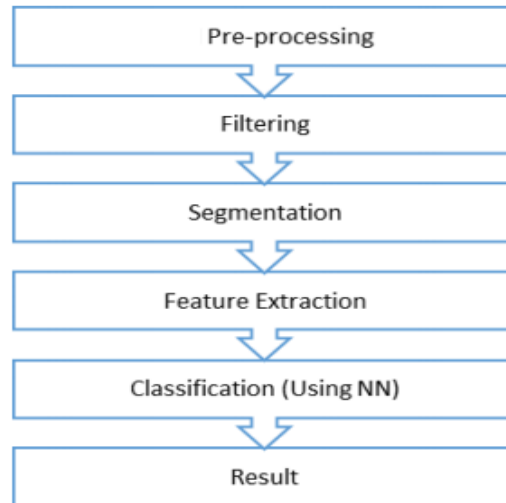 Pre-processing
Filtering
Segmentation
Feature Extraction
Classification (Using NN)
Result